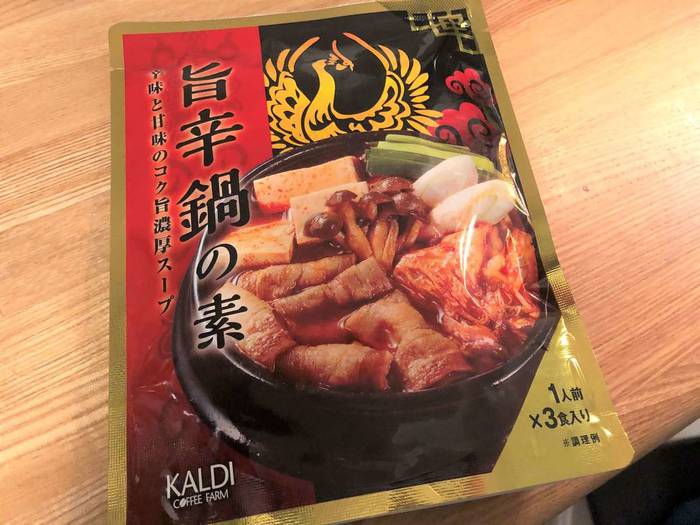 旨辛鍋の素
辛味と甘味のコク旨濃厚スープ
1人前
×3食入り
※調理例
KALDI
COFFEE FARM